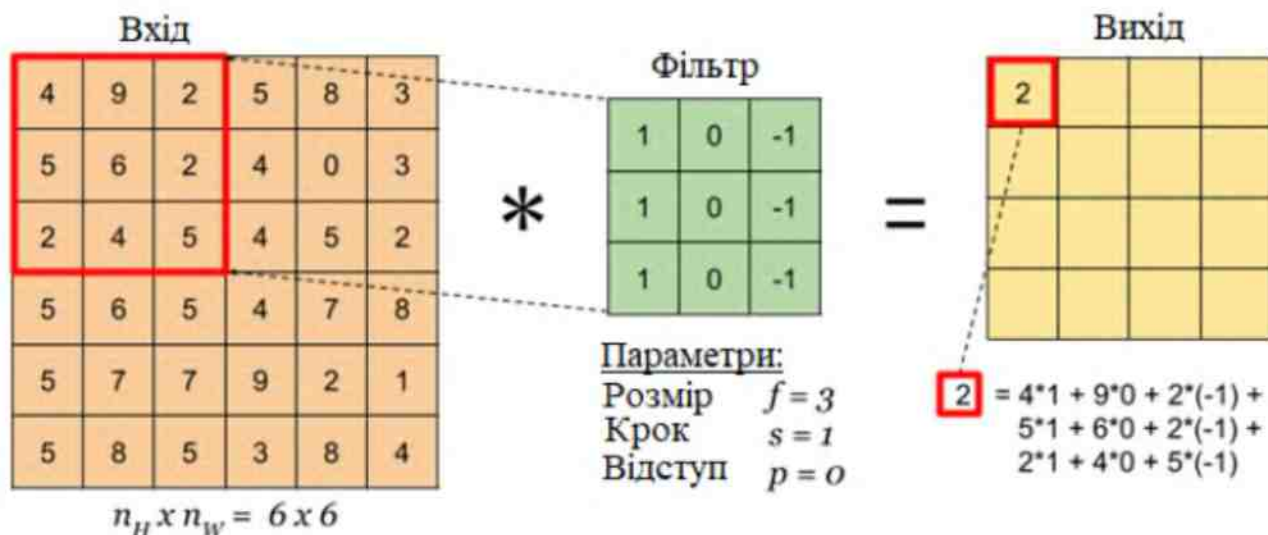 Вхід
4 9 2 5 8 3
5 6 2 4 0 3
2 4 5 4 5 2
5 6 5 4 7 8
5 7 7 9 2 1
5 8 5 3 8 4
n_H x n_W = 6 x 6
*
Фільтр
1 0 -1
1 0 -1
1 0 -1
Параметри:
Розмір f = 3
Крок s = 1
Відступ p = 0
=
Вихід
2
2 = 4*1 + 9*0 + 2*(-1) +
5*1 + 6*0 + 2*(-1) +
2*1 + 4*0 + 5*(-1)